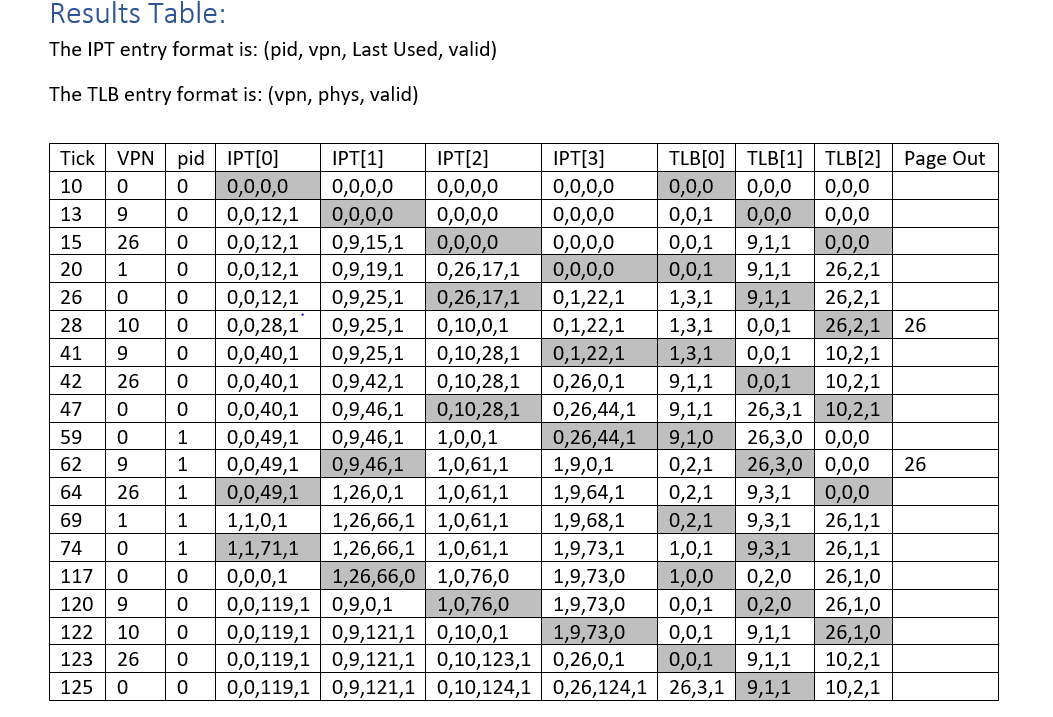 Results Table:
The IPT entry format is: (pid, vpn, Last Used, valid)
The TLB entry format is: (vpn, phys, valid)
Tick VPN pid IPT[0] IPT[1] IPT[2] IPT[3] TLB[0] TLB[1] TLB[2] Page Out
10 0 0 0,0,0,0 0,0,0,0 0,0,0,0 0,0,0,0 0,0,0 0,0,0 0,0,0
13 9 0 0,0,12,1 0,0,0,0 0,0,0,0 0,0,0,0 0,0,1 0,0,0 0,0,0
15 26 0 0,0,12,1 0,9,15,1 0,0,0,0 0,0,0,0 0,0,1 9,1,1 0,0,0
20 1 0 0,0,12,1 0,9,19,1 0,26,17,1 0,0,0,0 0,0,1 9,1,1 26,2,1
26 0 0 0,0,12,1 0,9,25,1 0,26,17,1 0,1,22,1 1,3,1 9,1,1 26,2,1
28 10 0 0,0,28,1 0,9,25,1 0,10,0,1 0,1,22,1 1,3,1 0,0,1 26,2,1 26
41 9 0 0,0,40,1 0,9,25,1 0,10,28,1 0,1,22,1 1,3,1 0,0,1 10,2,1
42 26 0 0,0,40,1 0,9,42,1 0,10,28,1 0,26,0,1 9,1,1 0,0,1 10,2,1
47 0 0 0,0,40,1 0,9,46,1 0,10,28,1 0,26,44,1 9,1,1 26,3,1 10,2,1
59 0 1 0,0,49,1 0,9,46,1 1,0,0,1 0,26,44,1 9,1,0 26,3,0 0,0,0
62 9 1 0,0,49,1 0,9,46,1 1,0,61,1 1,9,0,1 0,2,1 26,3,0 0,0,0 26
64 26 1 0,0,49,1 1,26,0,1 1,0,61,1 1,9,64,1 0,2,1 9,3,1 0,0,0
69 1 1 1,1,0,1 1,26,66,1 1,0,61,1 1,9,68,1 0,2,1 9,3,1 26,1,1
74 0 1 1,1,71,1 1,26,66,1 1,0,61,1 1,9,73,1 1,0,1 9,3,1 26,1,1
117 0 0 0,0,0,1 1,26,66,0 1,0,76,0 1,9,73,0 1,0,0 0,2,0 26,1,0
120 9 0 0,0,119,1 0,9,0,1 1,0,76,0 1,9,73,0 0,0,1 0,2,0 26,1,0
122 10 0 0,0,119,1 0,9,121,1 0,10,0,1 1,9,73,0 0,0,1 9,1,1 26,1,0
123 26 0 0,0,119,1 0,9,121,1 0,10,123,1 0,26,0,1 0,0,1 9,1,1 10,2,1
125 0 0 0,0,119,1 0,9,121,1 0,10,124,1 0,26,124,1 26,3,1 9,1,1 10,2,1